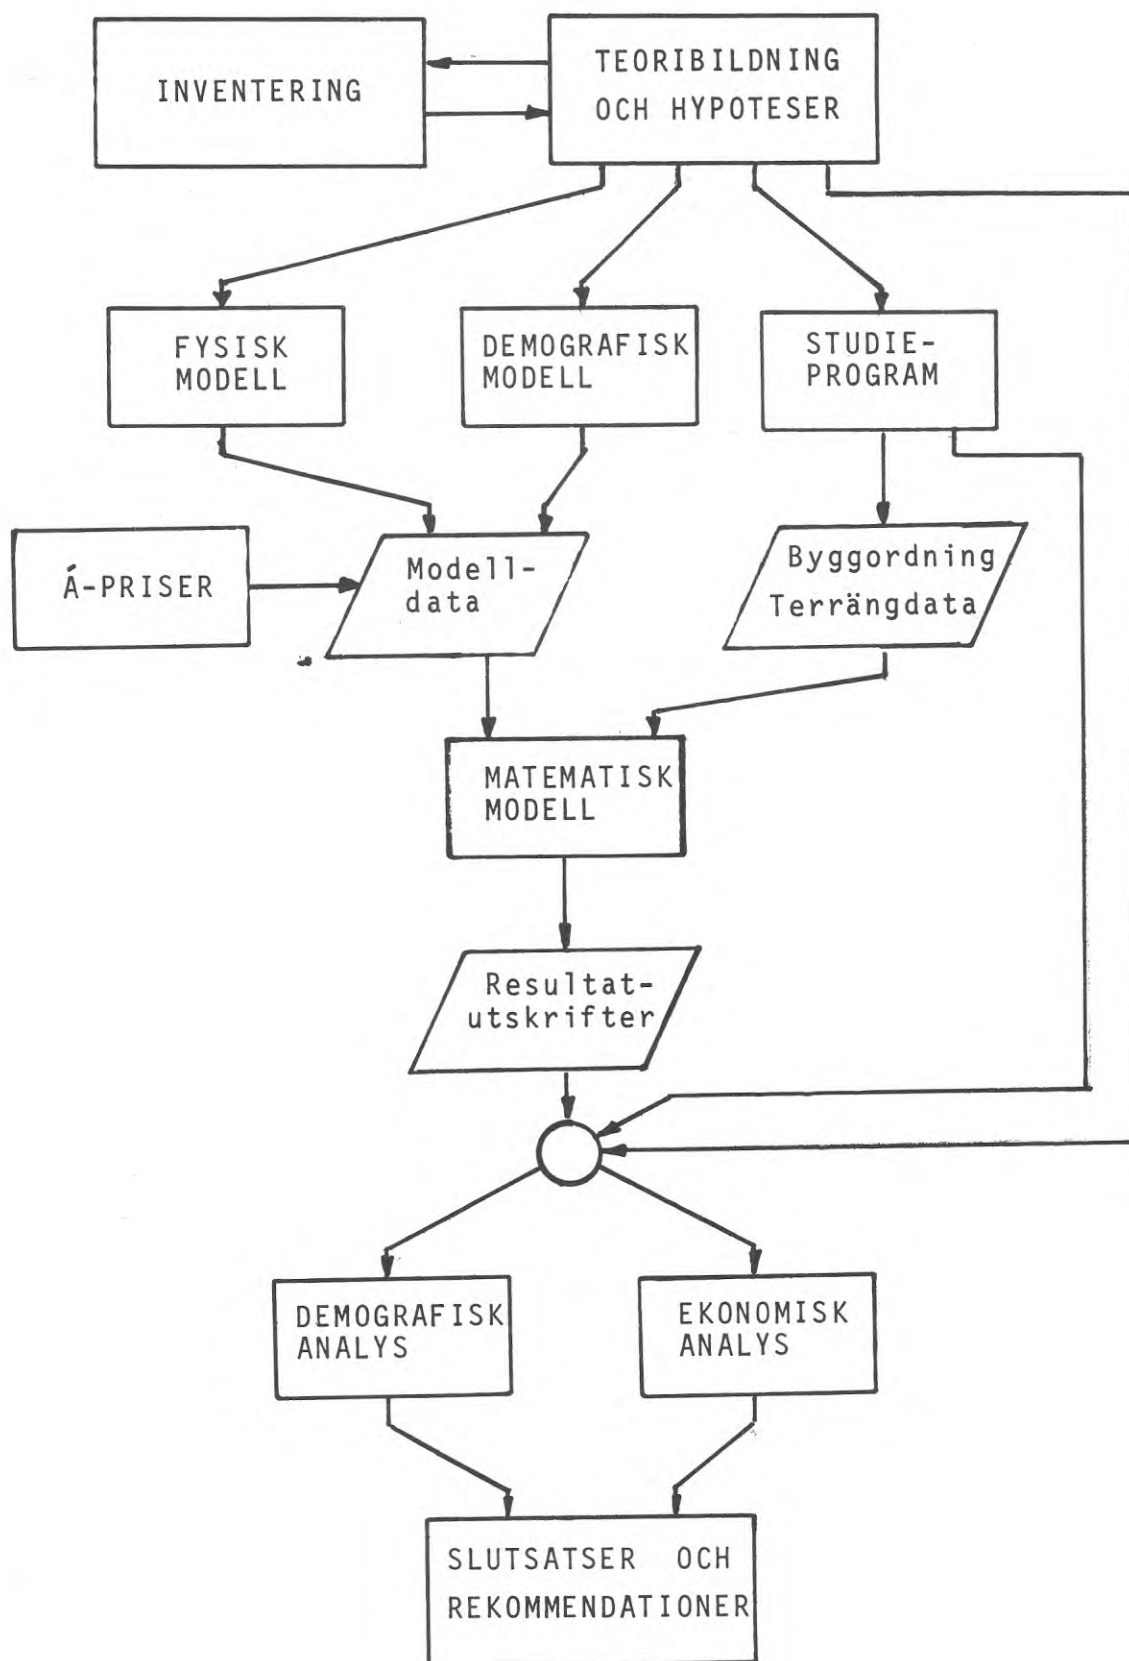 INVENTERING
TEORIBILDNING
OCH HYPOTESER
FYSISK
MODELL
DEMOGRAFISK
MODELL
STUDIE-
PROGRAM
Á-PRISER
Modell-
data
Byggordning
Terrängdata
MATEMATISK
MODELL
Resultat-
utskrifter
DEMOGRAFISK
ANALYS
EKONOMISK
ANALYS
SLUTSATSER OCH
REKOMMENDATIONER